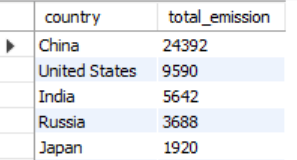 country total_emission
China 24392
United States 9590
India 5642
Russia 3688
Japan 1920